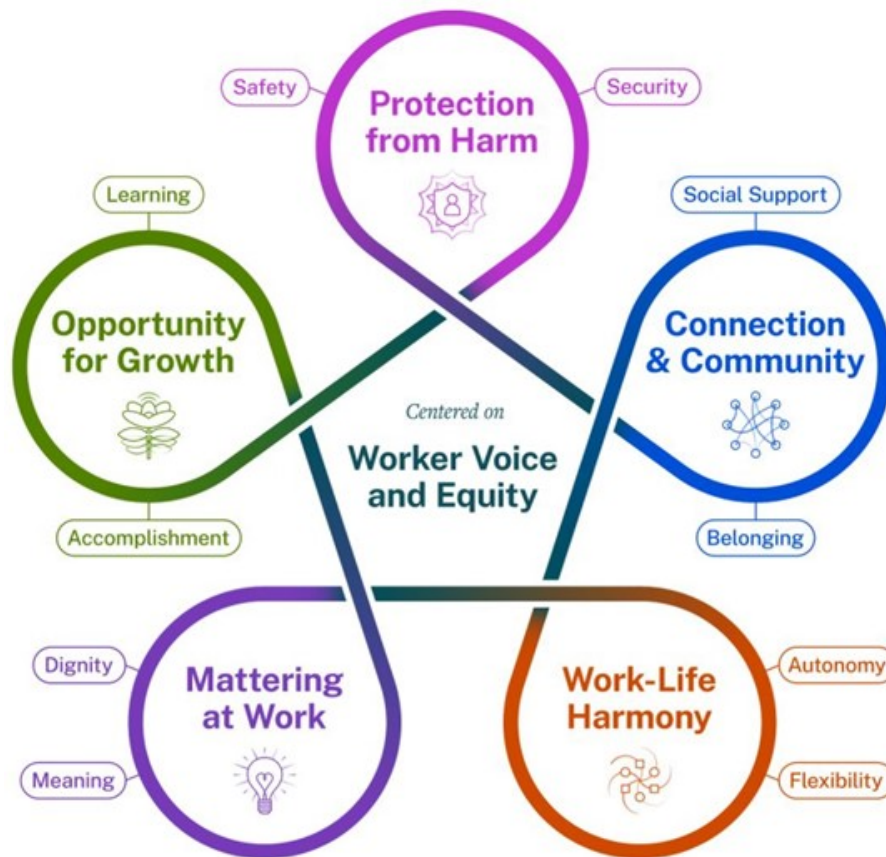 Safety
Security
Protection
from Harm
Learning
Social Support
Opportunity
for Growth
Connection
& Community
Centered on
Worker Voice
and Equity
Accomplishment
Belonging
Dignity
Mattering
at Work
Meaning
Work-Life
Harmony
Autonomy
Flexibility